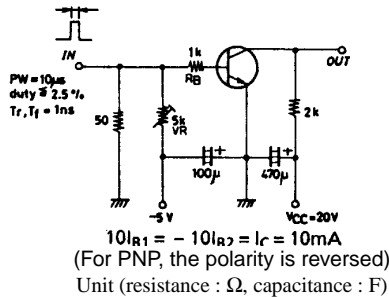 IN
PW=10μs
duty≦2.5%
Tr,Tf=1ns
1k
RB
OUT
50
5k
VR
2k
100μ
+
470μ
+
-5V
VCC=20V
10IB1=-10IB2=IC=10mA
(For PNP, the polarity is reversed)
Unit (resistance : Ω, capacitance : F)